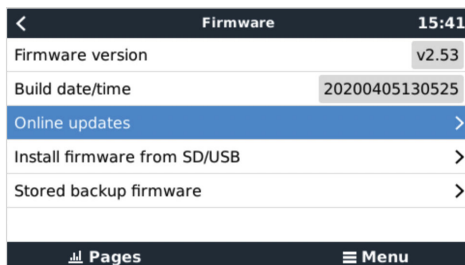 Firmware 15:41
Firmware version v2.53
Build date/time 20200405130525
Online updates
Install firmware from SD/USB
Stored backup firmware
Pages Menu